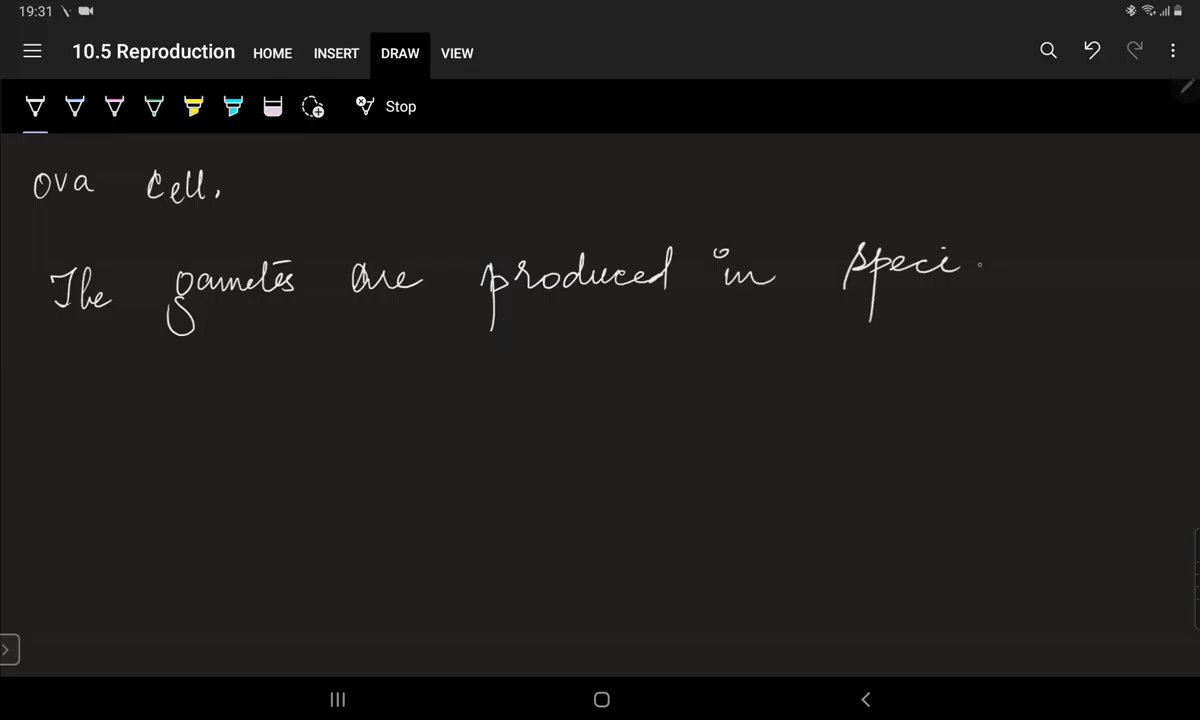 19:31
10.5 Reproduction HOME INSERT DRAW VIEW
Stop
ova cell.
The gametes are produced in speci